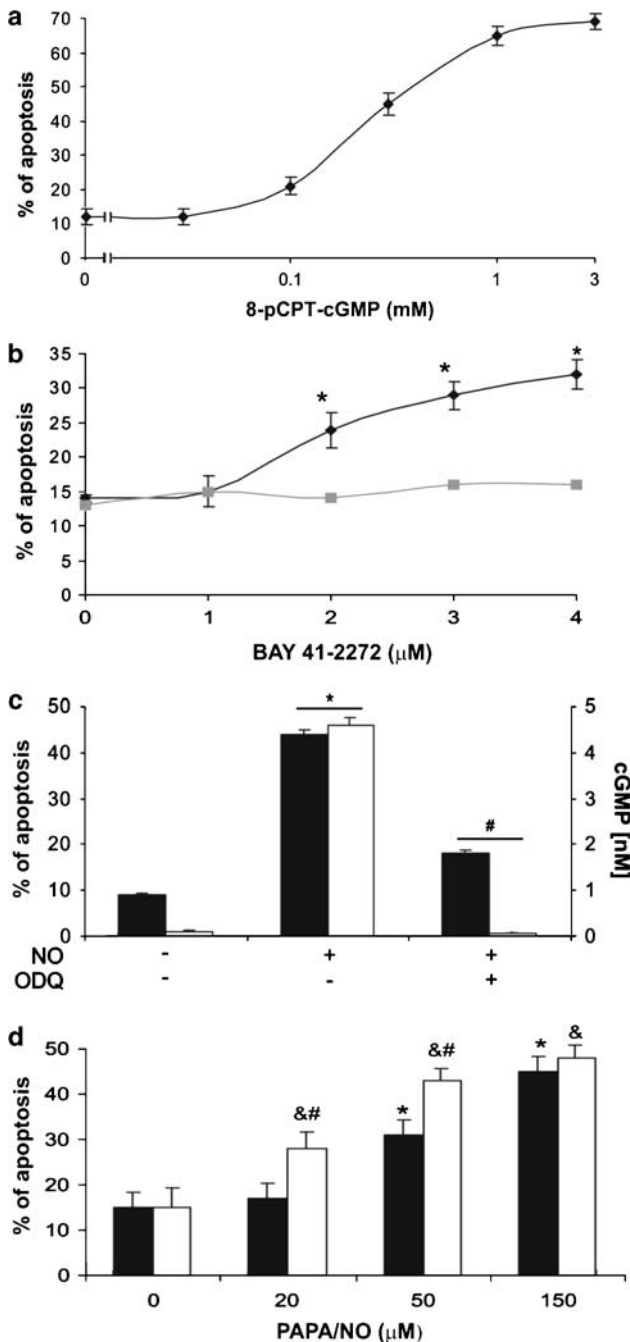 a
% of apoptosis
80
70
60
50
40
30
20
10
0
0 0.1 1 3
8-pCPT-cGMP (mM)
b
% of apoptosis
35
30
25
20
15
10
5
0
* * *
0 1 2 3 4
BAY 41-2272 (μM)
c
% of apoptosis
50
40
30
20
10
0
*
#
5
4
3
2
1
0
cGMP [nM]
NO - + +
ODQ - - +
d
% of apoptosis
50
40
30
20
10
0
&# * &# * &
0 20 50 150
PAPA/NO (μM)